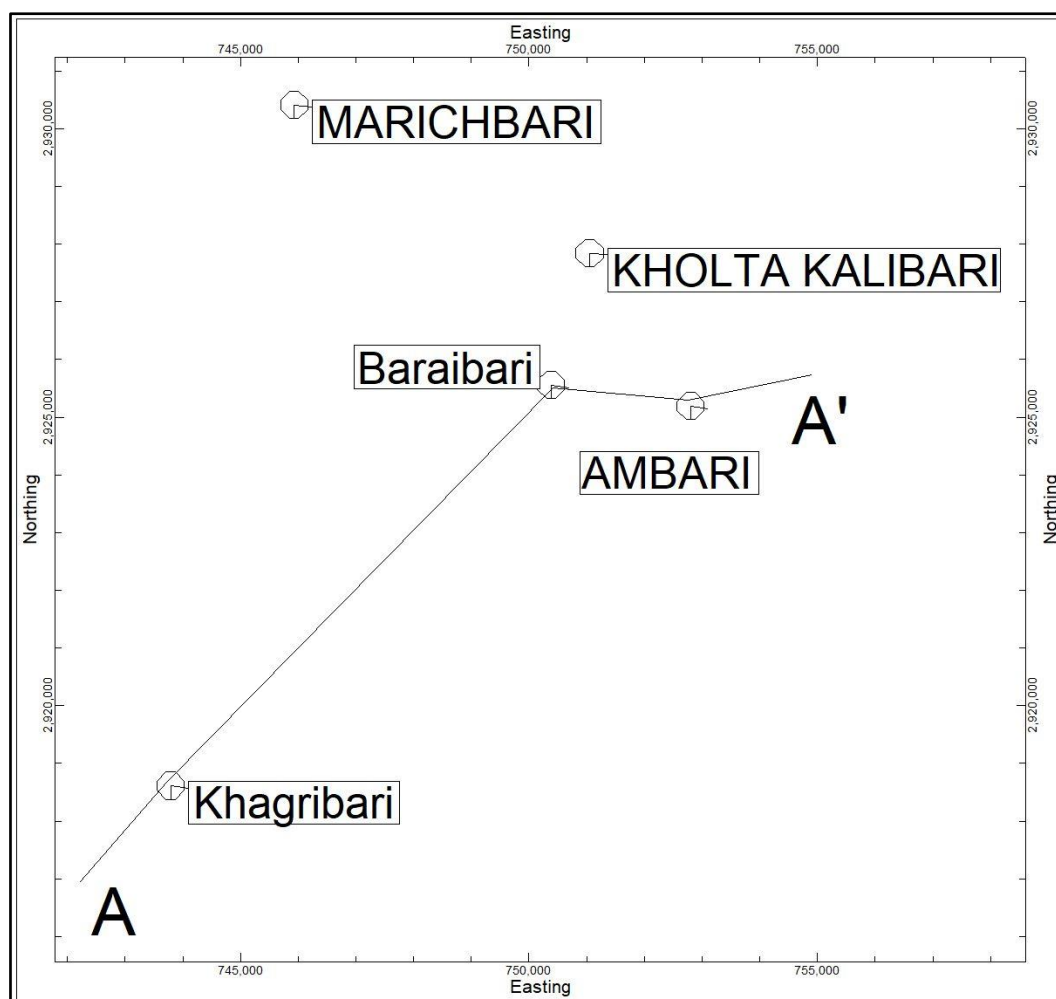 Easting
745,000 750,000 755,000
MARICHBARI
2,930,000 2,930,000
KHOLTA KALIBARI
Baraibari
2,925,000 2,925,000
A'
AMBARI
Northing Northing
2,920,000 2,920,000
Khagribari
A
745,000 750,000 755,000
Easting